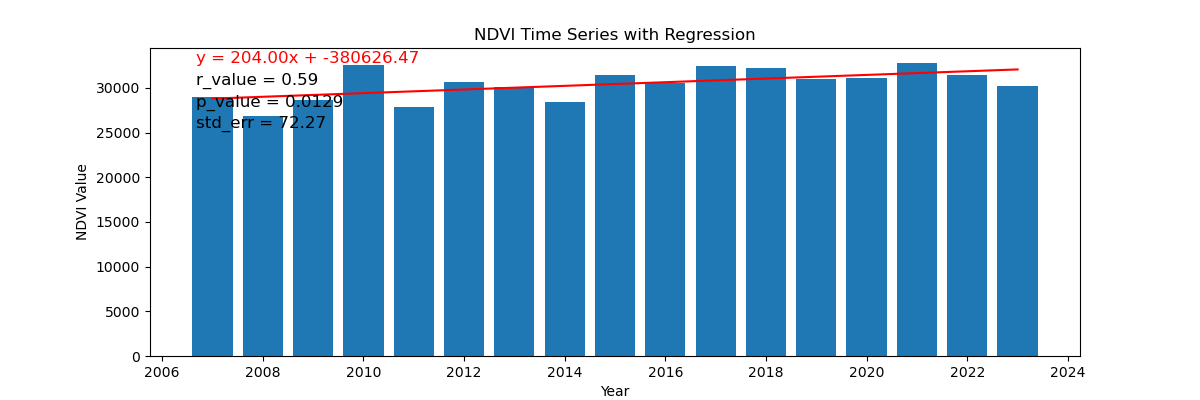 NDVI Time Series with Regression
y = 204.00x + -380626.47
r_value = 0.59
p_value = 0.0129
std_err = 72.27
NDVI Value
30000
25000
20000
15000
10000
5000
0
2006 2008 2010 2012 2014 2016 2018 2020 2022 2024
Year